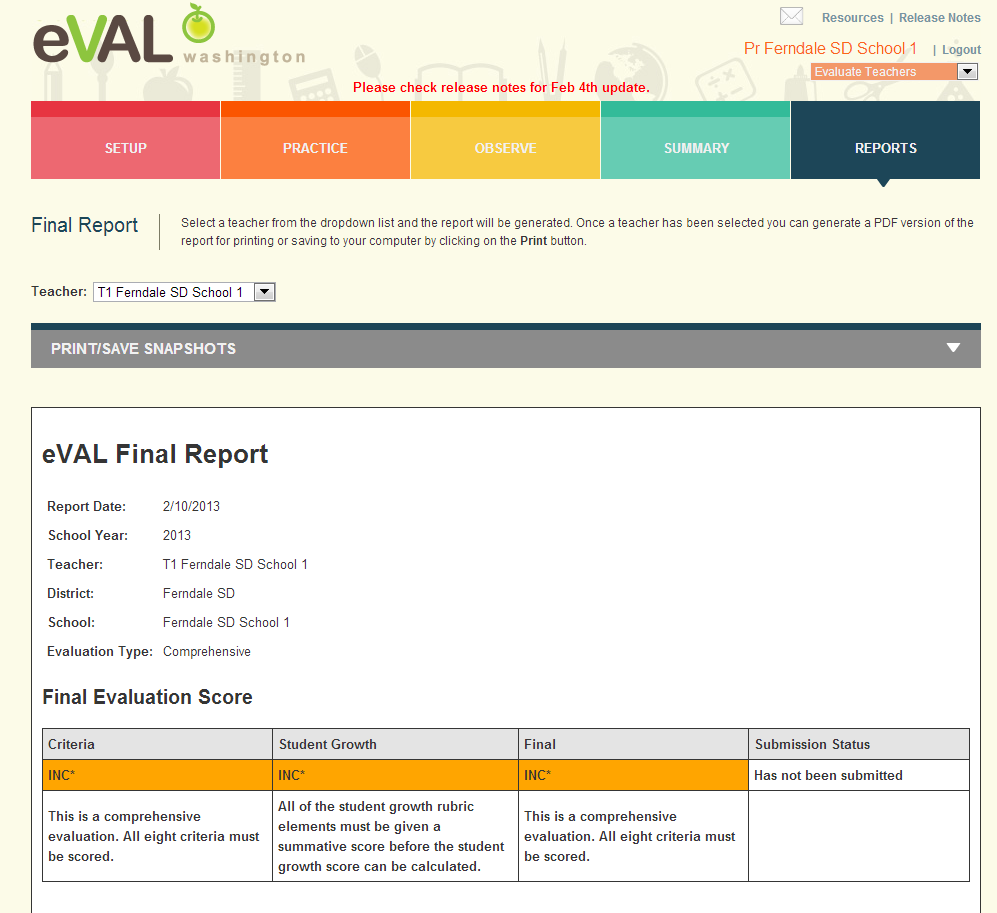 eVAL washington
Resources | Release Notes
Pr Ferndale SD School 1 | Logout
Evaluate Teachers
Please check release notes for Feb 4th update.
SETUP PRACTICE OBSERVE SUMMARY REPORTS
Final Report
Select a teacher from the dropdown list and the report will be generated. Once a teacher has been selected you can generate a PDF version of the
report for printing or saving to your computer by clicking on the Print button.
Teacher: T1 Ferndale SD School 1
PRINT/SAVE SNAPSHOTS
eVAL Final Report
Report Date: 2/10/2013
School Year: 2013
Teacher: T1 Ferndale SD School 1
District: Ferndale SD
School: Ferndale SD School 1
Evaluation Type: Comprehensive
Final Evaluation Score
Criteria Student Growth Final Submission Status
INC* INC* INC* Has not been submitted
This is a comprehensive
evaluation. All eight criteria must
be scored.
All of the student growth rubric
elements must be given a
summative score before the student
growth score can be calculated.
This is a comprehensive
evaluation. All eight criteria must
be scored.